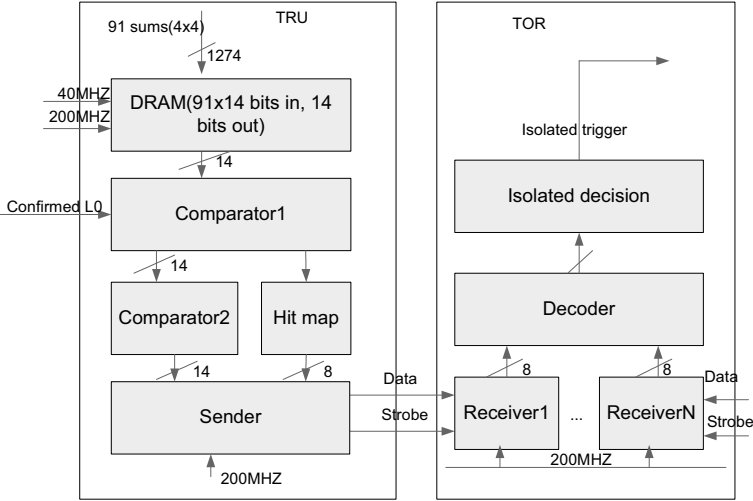 TRU
91 sums(4x4)
1274
40MHZ
200MHZ
DRAM(91x14 bits in, 14
bits out)
14
Confirmed L0
Comparator1
14
Comparator2
Hit map
14
8
Sender
Data
Strobe
200MHZ
TOR
Isolated trigger
Isolated decision
Decoder
8
8
Receiver1
...
ReceiverN
Data
Strobe
200MHZ